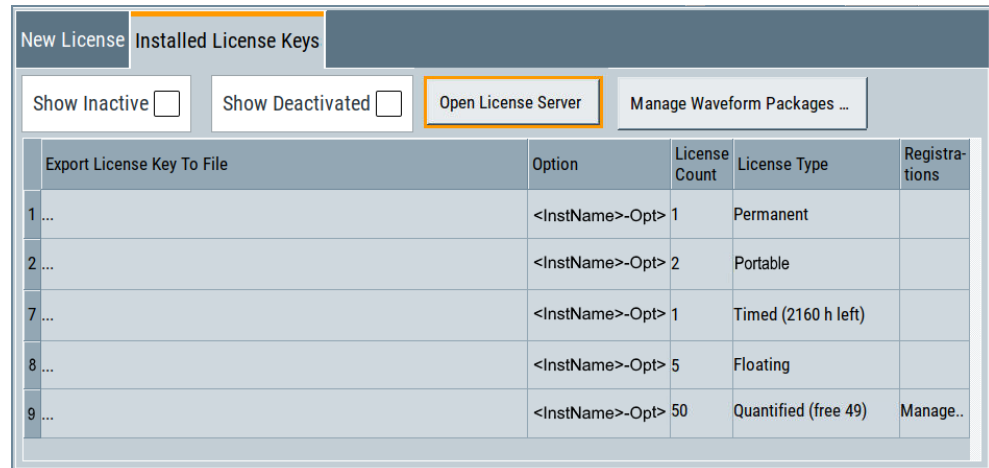 New License Installed License Keys
Show Inactive Show Deactivated Open License Server Manage Waveform Packages ...
Export License Key To File Option License Count License Type Registra-tions
1 ... <InstName>-Opt> 1 Permanent
2 ... <InstName>-Opt> 2 Portable
7 ... <InstName>-Opt> 1 Timed (2160 h left)
8 ... <InstName>-Opt> 5 Floating
9 ... <InstName>-Opt> 50 Quantified (free 49) Manage..